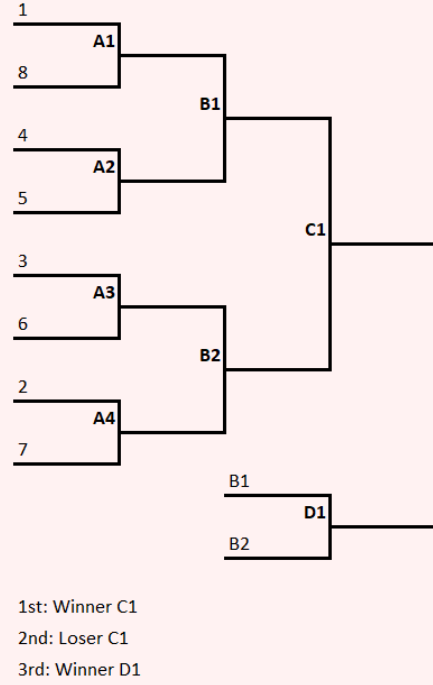 1
A1
8
B1
4
A2
5
C1
3
A3
6
B2
2
A4
7
B1
D1
B2
1st: Winner C1
2nd: Loser C1
3rd: Winner D1